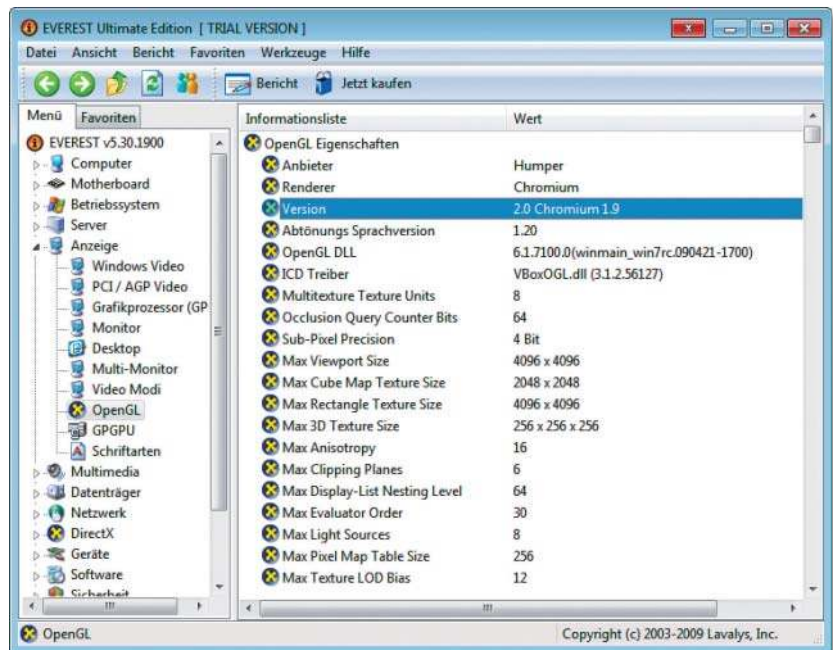 EVEREST Ultimate Edition [ TRIAL VERSION ]
Datei Ansicht Bericht Favoriten Werkzeuge Hilfe
Bericht Jetzt kaufen
Menü Favoriten
EVEREST v5.30.1900
Computer
Motherboard
Betriebssystem
Server
Anzeige
Windows Video
PCI / AGP Video
Grafikprozessor (GP
Monitor
Desktop
Multi-Monitor
Video Modi
OpenGL
GPGPU
Schriftarten
Multimedia
Datenträger
Netzwerk
DirectX
Geräte
Software
Sicherheit
Informationsliste Wert
OpenGL Eigenschaften
Anbieter Humper
Renderer Chromium
Version 2.0 Chromium 1.9
Abtönungs Sprachversion 1.20
OpenGL DLL 6.1.7100.0(winmain_win7rc.090421-1700)
ICD Treiber VBoxOGL.dll (3.1.2.56127)
Multitexture Texture Units 8
Occlusion Query Counter Bits 64
Sub-Pixel Precision 4 Bit
Max Viewport Size 4096 x 4096
Max Cube Map Texture Size 2048 x 2048
Max Rectangle Texture Size 4096 x 4096
Max 3D Texture Size 256 x 256 x 256
Max Anisotropy 16
Max Clipping Planes 6
Max Display-List Nesting Level 64
Max Evaluator Order 30
Max Light Sources 8
Max Pixel Map Table Size 256
Max Texture LOD Bias 12
OpenGL Copyright (c) 2003-2009 Lavalys, Inc.